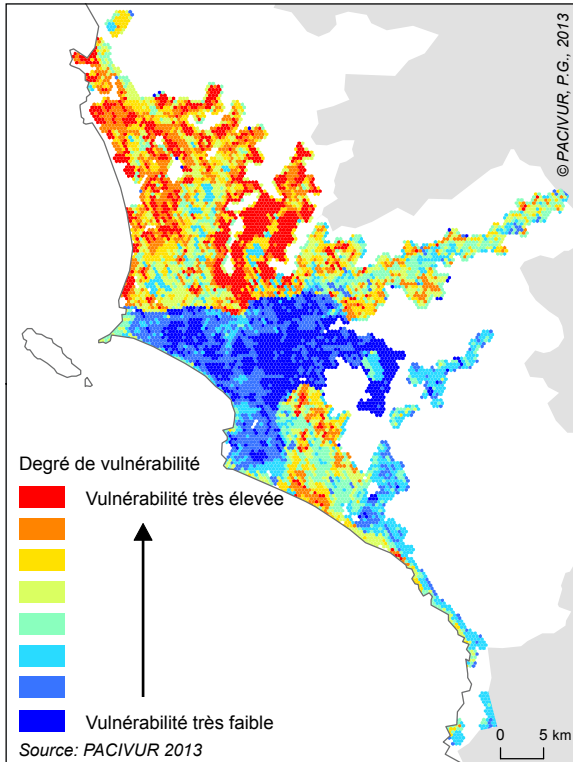 © PACIVUR, P.G., 2013
Degré de vulnérabilité
Vulnérabilité très élevée
Vulnérabilité très faible
Source: PACIVUR 2013
0 5 km